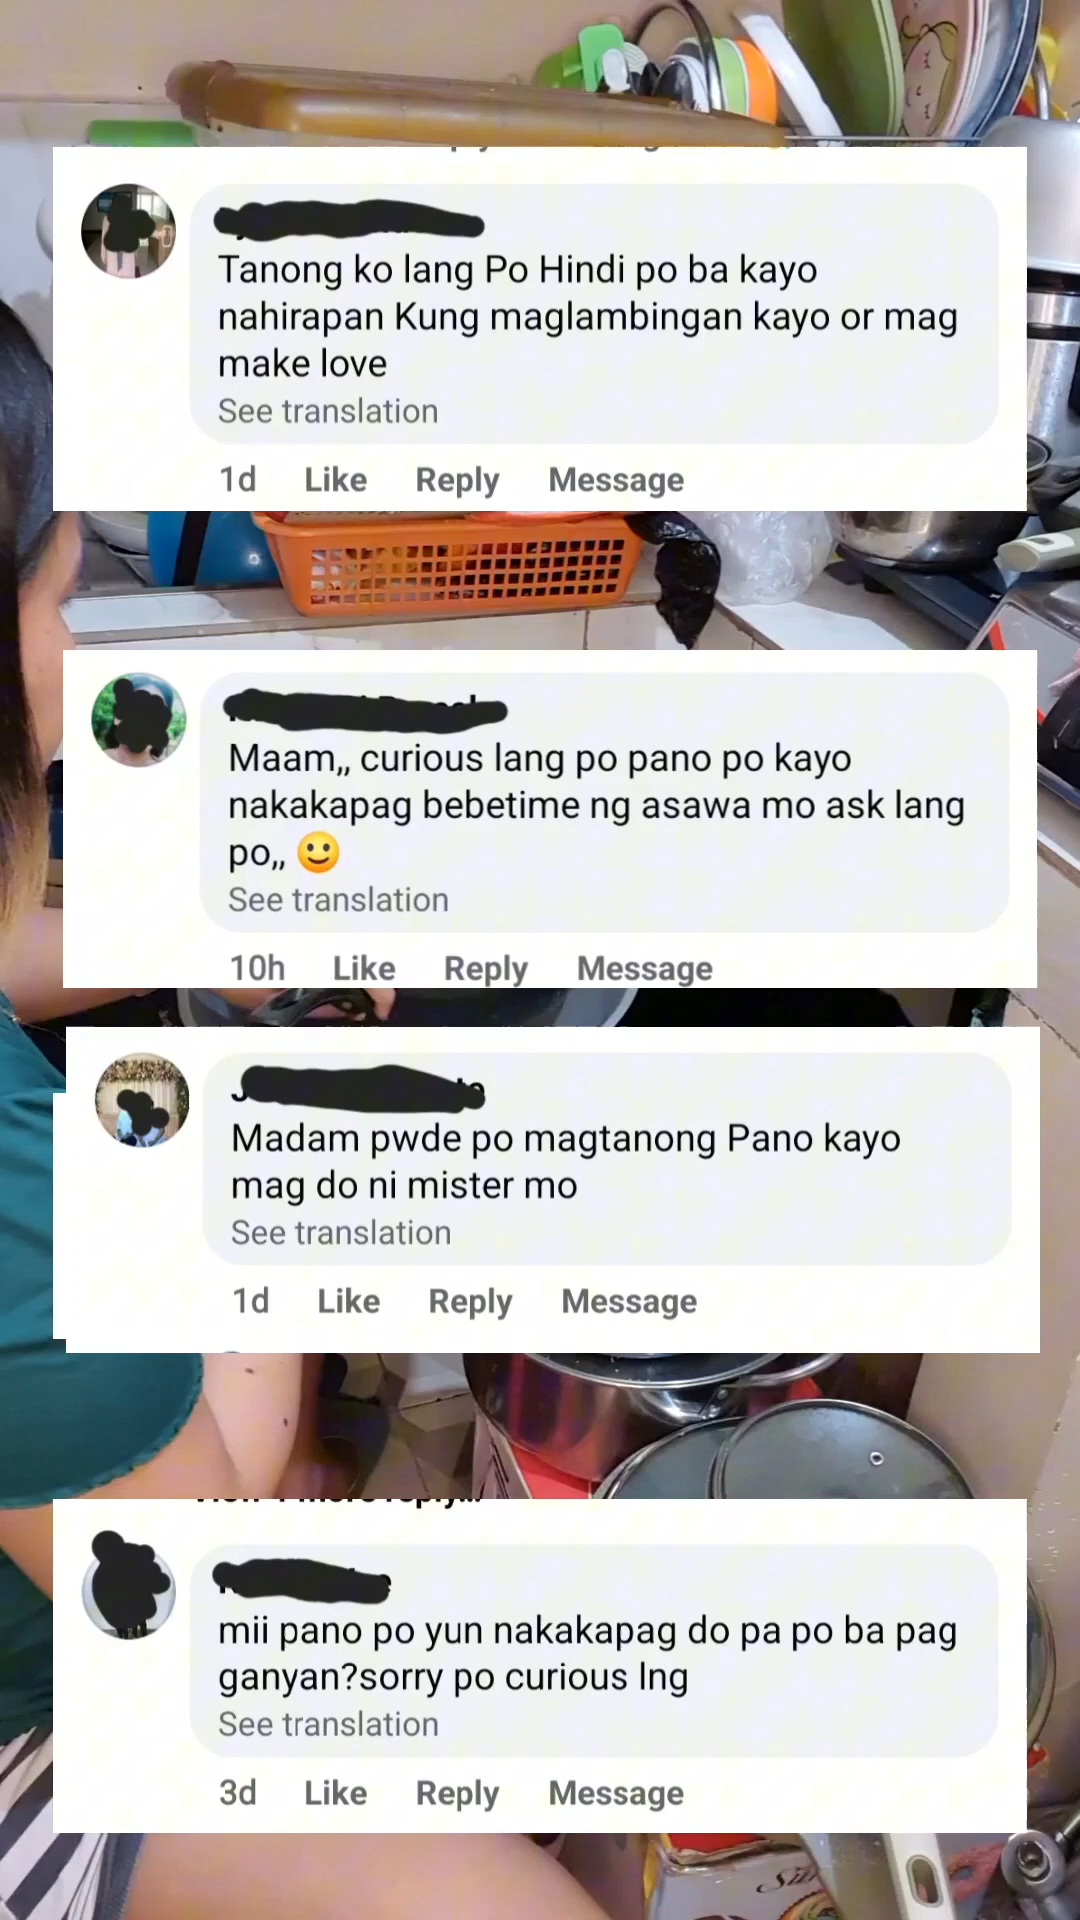 Tanong ko lang Po Hindi po ba kayo
nahirapan Kung maglambingan kayo or mag
make love
See translation
1d Like Reply Message
Maam,, curious lang po pano po kayo
nakakapag bebetime ng asawa mo ask lang
po,, 🙂
See translation
10h Like Reply Message
Madam pwde po magtanong Pano kayo
mag do ni mister mo
See translation
1d Like Reply Message
mii pano po yun nakakapag do pa po ba pag
ganyan?sorry po curious lng
See translation
3d Like Reply Message